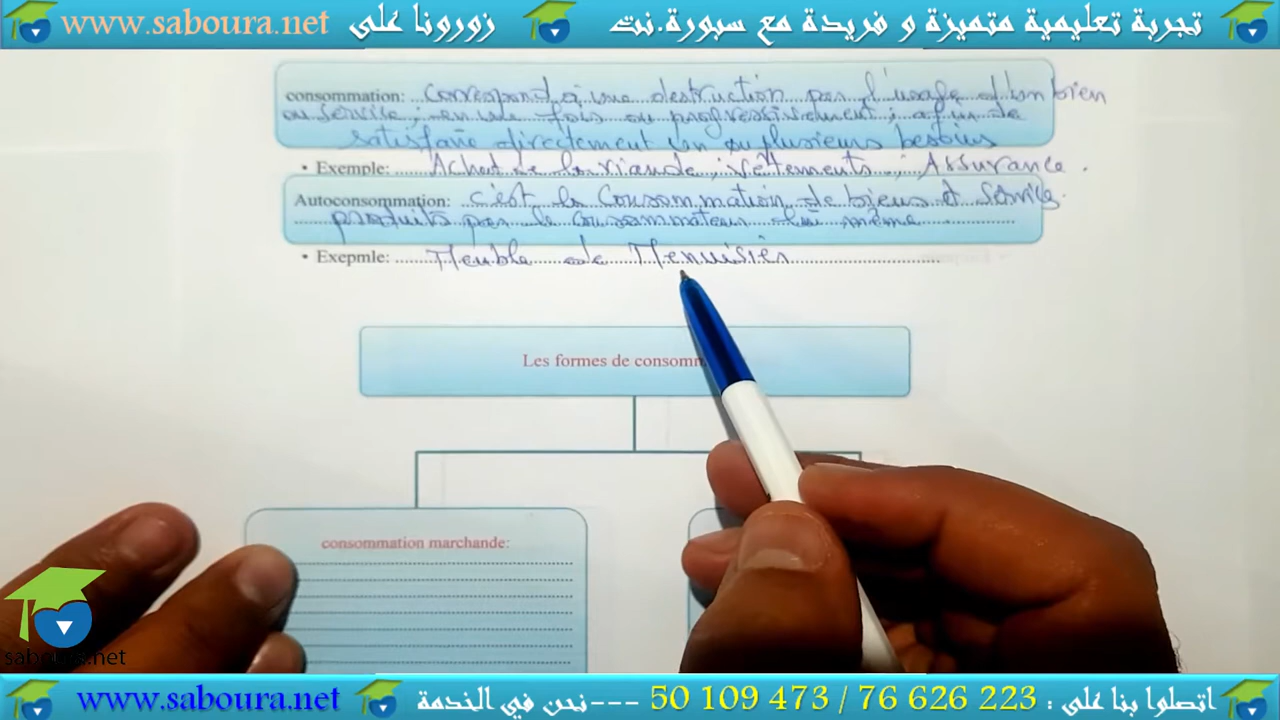 تجربة تعليمية متميزة و فريدة مع سبورة.نت زورونا على www.saboura.net
consommation: correspond à une destruction par l'usage d'un bien
ou service ; en une fois ou progressivement ; afin de
satisfaire directement un ou plusieurs besoins
• Exemple: Achat de la viande ; vêtements ; Assurance.
Autoconsommation: c'est la consommation de biens et service
produits par le consommateur lui même
• Exepmle: Meuble de Menuisier
Les formes de consomm
consommation marchande:
saboura.net
اتصلوا بنا على : 223 626 76 / 473 109 50 ---نحن في الخدمة www.saboura.net